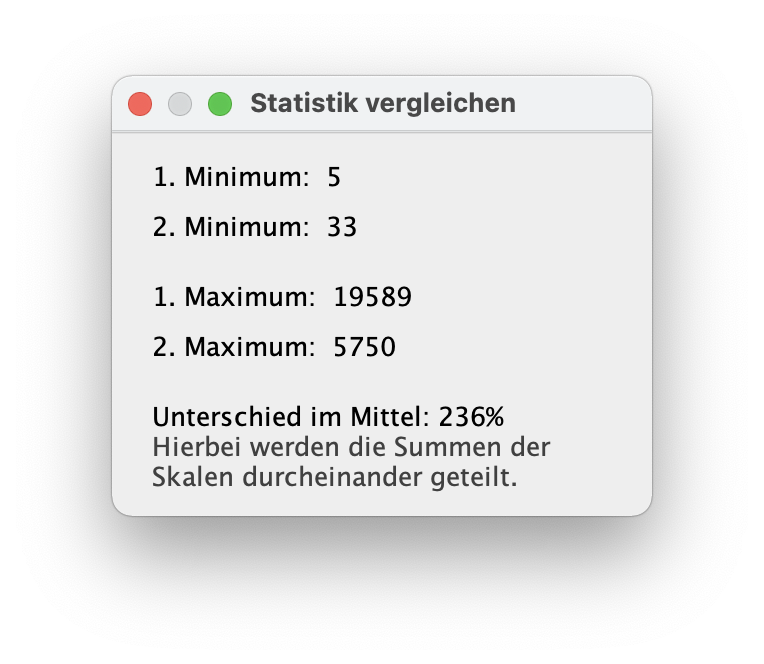 Statistik vergleichen
1. Minimum: 5
2. Minimum: 33
1. Maximum: 19589
2. Maximum: 5750
Unterschied im Mittel: 236%
Hierbei werden die Summen der
Skalen durcheinander geteilt.